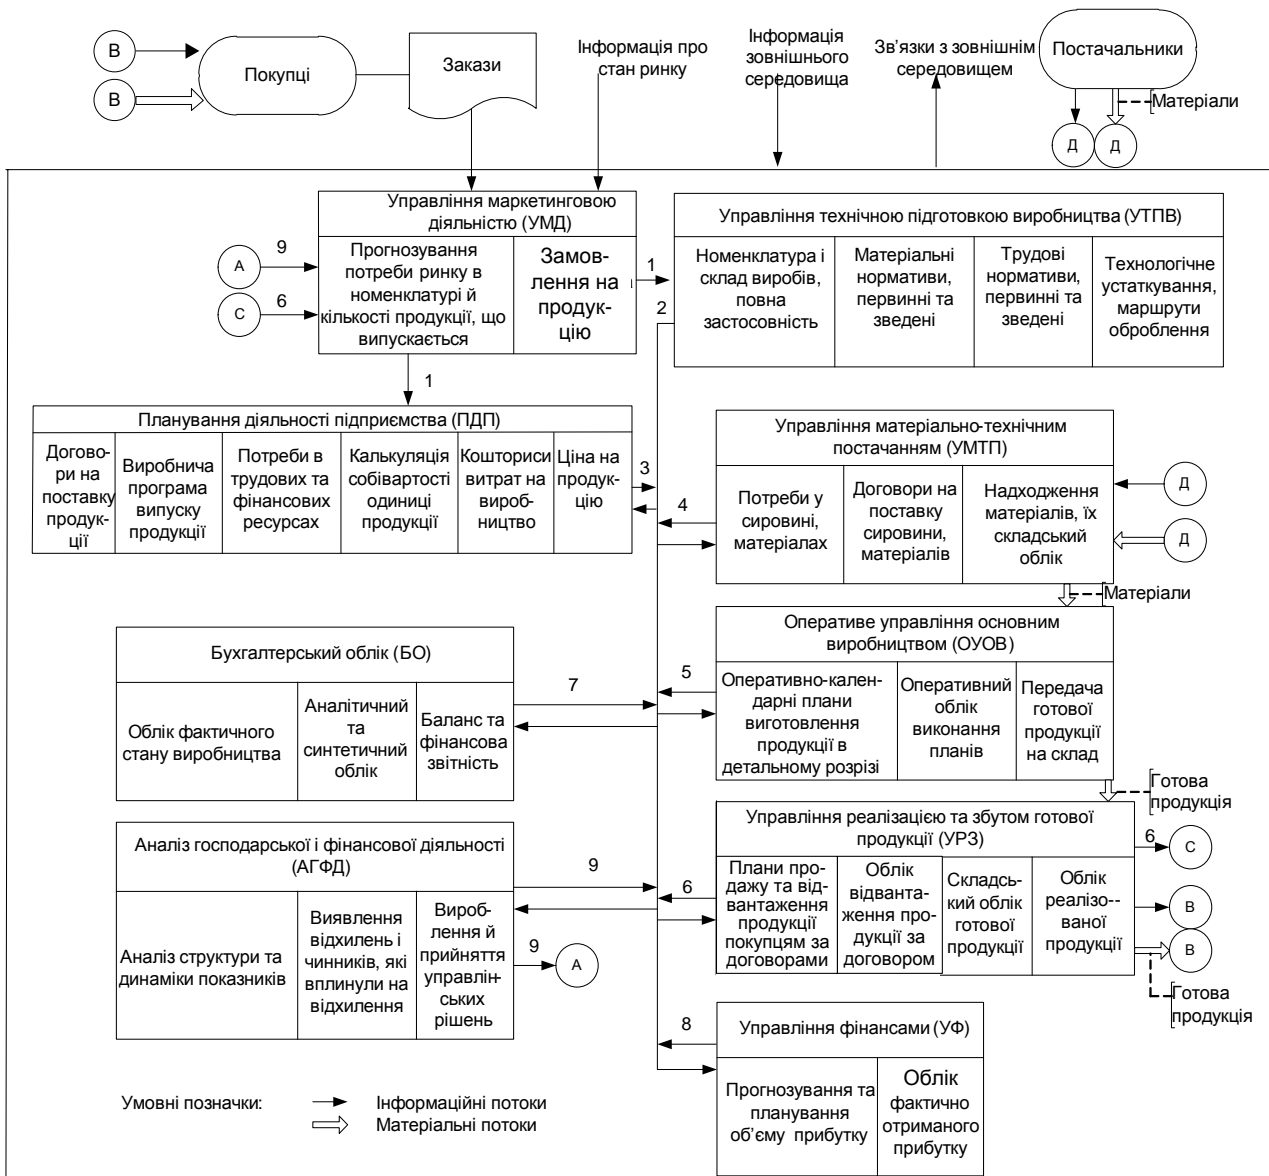 В
В
Покупці
Закази
Інформація про
стан ринку
Інформація
зовнішнього
середовища
Зв'язки з зовнішнім
середовищем
Постачальники
Матеріали
Д
Д
Управління маркетинговою
діяльністю (УМД)
Прогнозування
потреби ринку в
номенклатурі й
кількості продукції, що
випускається
Замов-
лення на
продук-
цію
А
9
С
6
1
1
2
Управління технічною підготовкою виробництва (УТПВ)
Номенклатура і
склад виробів,
повна
застосовність
Матеріальні
нормативи,
первинні та
зведені
Трудові
нормативи,
первинні та
зведені
Технологічне
устаткування,
маршрути
оброблення
Планування діяльності підприємства (ПДП)
Догово-
ри на
поставку
продук-
ції
Виробнича
програма
випуску
продукції
Потреби в
трудових та
фінансових
ресурсах
Калькуляція
собівартості
одиниці
продукції
Кошториси
витрат на
вироб-
ництво
Ціна на
продук-
цію
3
4
Управління матеріально-технічним
постачанням (УМТП)
Потреби у
сировині,
матеріалах
Договори на
поставку
сировини,
матеріалів
Надходження
матеріалів, їх
складський
облік
Д
Д
Матеріали
Бухгалтерський облік (БО)
Облік фактичного
стану виробництва
Аналітичний
та
синтетичний
облік
Баланс та
фінансова
звітність
7
5
Оперативе управління основним
виробництвом (ОУОВ)
Оперативно-кален-
дарні плани
виготовлення
продукції в
детальному розрізі
Оперативний
облік
виконання
планів
Передача
готової
продукції
на склад
Готова
продукція
Аналіз господарської і фінансової діяльності
(АГФД)
Аналіз структури та
динаміки показників
Виявлення
відхилень і
чинників, які
вплинули на
відхилення
Вироб-
лення й
прийняття
управлін-
ських
рішень
9
9
А
6
Управління реалізацією та збутом готової
продукції (УРЗ)
Плани про-
дажу та від-
вантаження
продукції
покупцям за
договорами
Облік
відванта-
ження про-
дукції за
договором
Складсь-
кий облік
готової
продукції
Облік
реалізо--
ваної
продукції
6
С
В
В
Готова
продукція
8
Управління фінансами (УФ)
Прогнозування та
планування
об’єму прибутку
Облік
фактично
отриманого
прибутку
Умовні позначки:
Інформаційні потоки
Матеріальні потоки